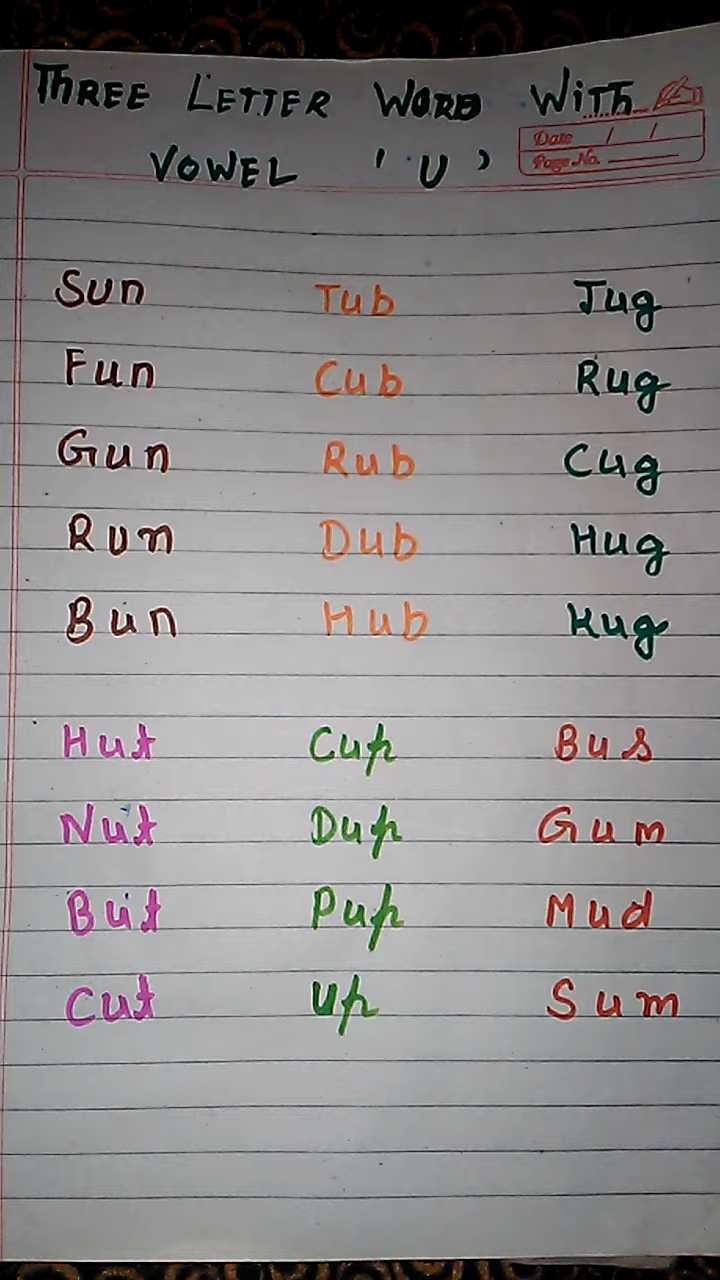 THREE LETTER WORD WITH
Date / /
VOWEL 'U'
Page No.
Sun Tub Jug
Fun Cub Rug
Gun Rub Cug
Run Dub Hug
Bun Hub Kug
Hut Cup Bus
Nut Dup Gum
But Pup Mud
Cut Up Sum